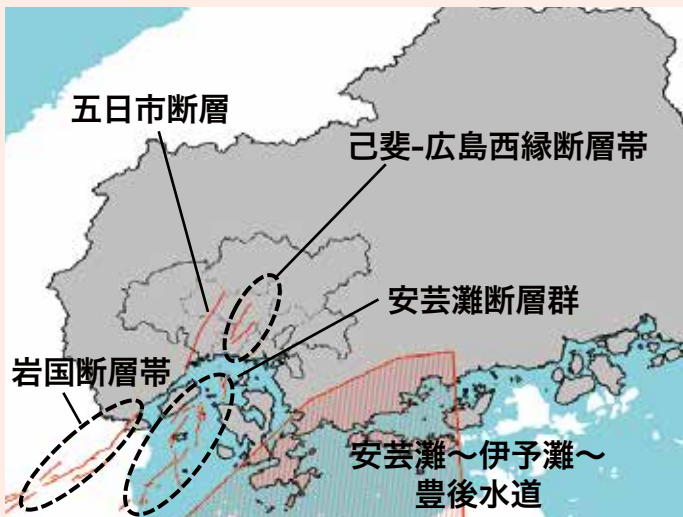 五日市断層
己斐-広島西縁断層帯
安芸灘断層群
岩国断層帯
安芸灘～伊予灘～
豊後水道